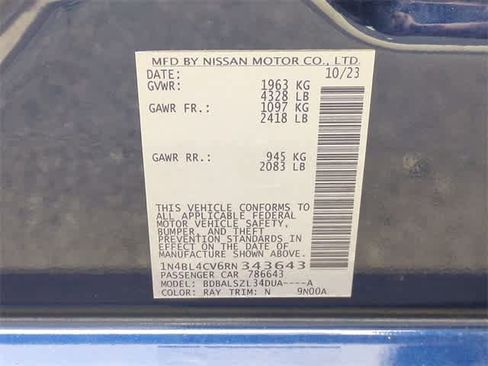 MFD BY NISSAN MOTOR CO., LTD.
DATE: 10/23
GVWR: 1963 KG
4328 LB
GAWR FR.: 1097 KG
2418 LB
GAWR RR.: 945 KG
2083 LB
THIS VEHICLE CONFORMS TO
ALL APPLICABLE FEDERAL
MOTOR VEHICLE SAFETY,
BUMPER, AND THEFT
PREVENTION STANDARDS IN
EFFECT ON THE DATE OF
MANUFACTURE SHOWN ABOVE.
1N4BL4CV6RN343643
PASSENGER CAR 786643
MODEL: BDBALSZL34DUA----A
COLOR: RAY TRIM: N 9N00A